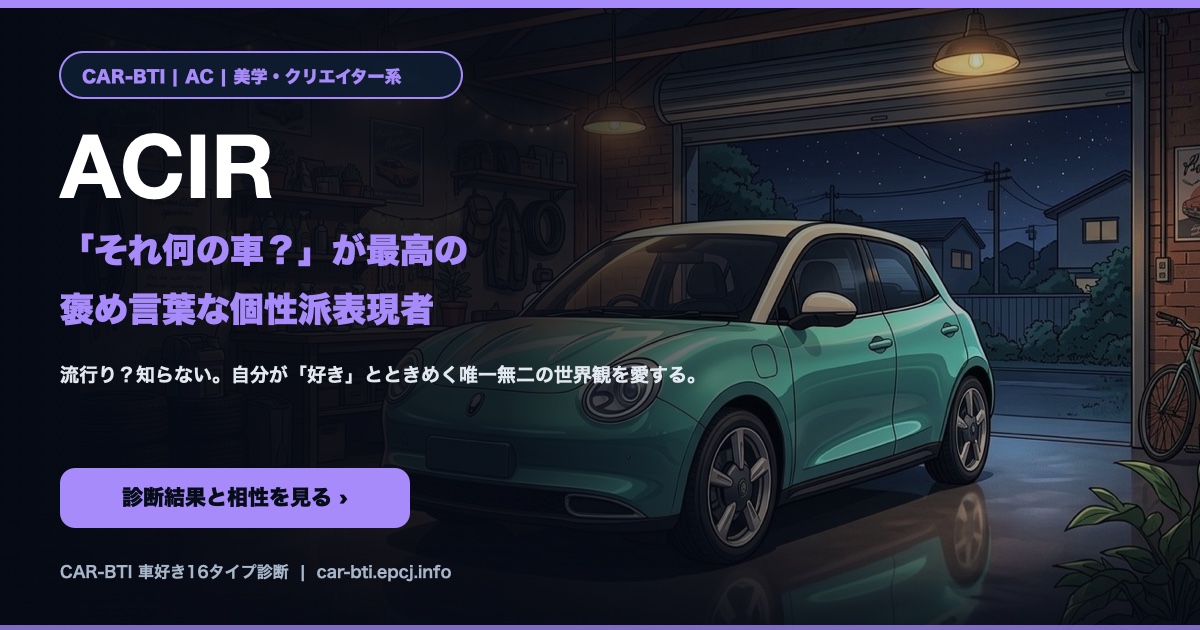 CAR-BTI | AC | 美学・クリエイター系
ACIR
「それ何の車？」が最高の
褒め言葉な個性派表現者
流行り？知らない。自分が「好き」とときめく唯一無二の世界観を愛する。
診断結果と相性を見る ›
CAR-BTI 車好き16タイプ診断 | car-bti.epcj.info